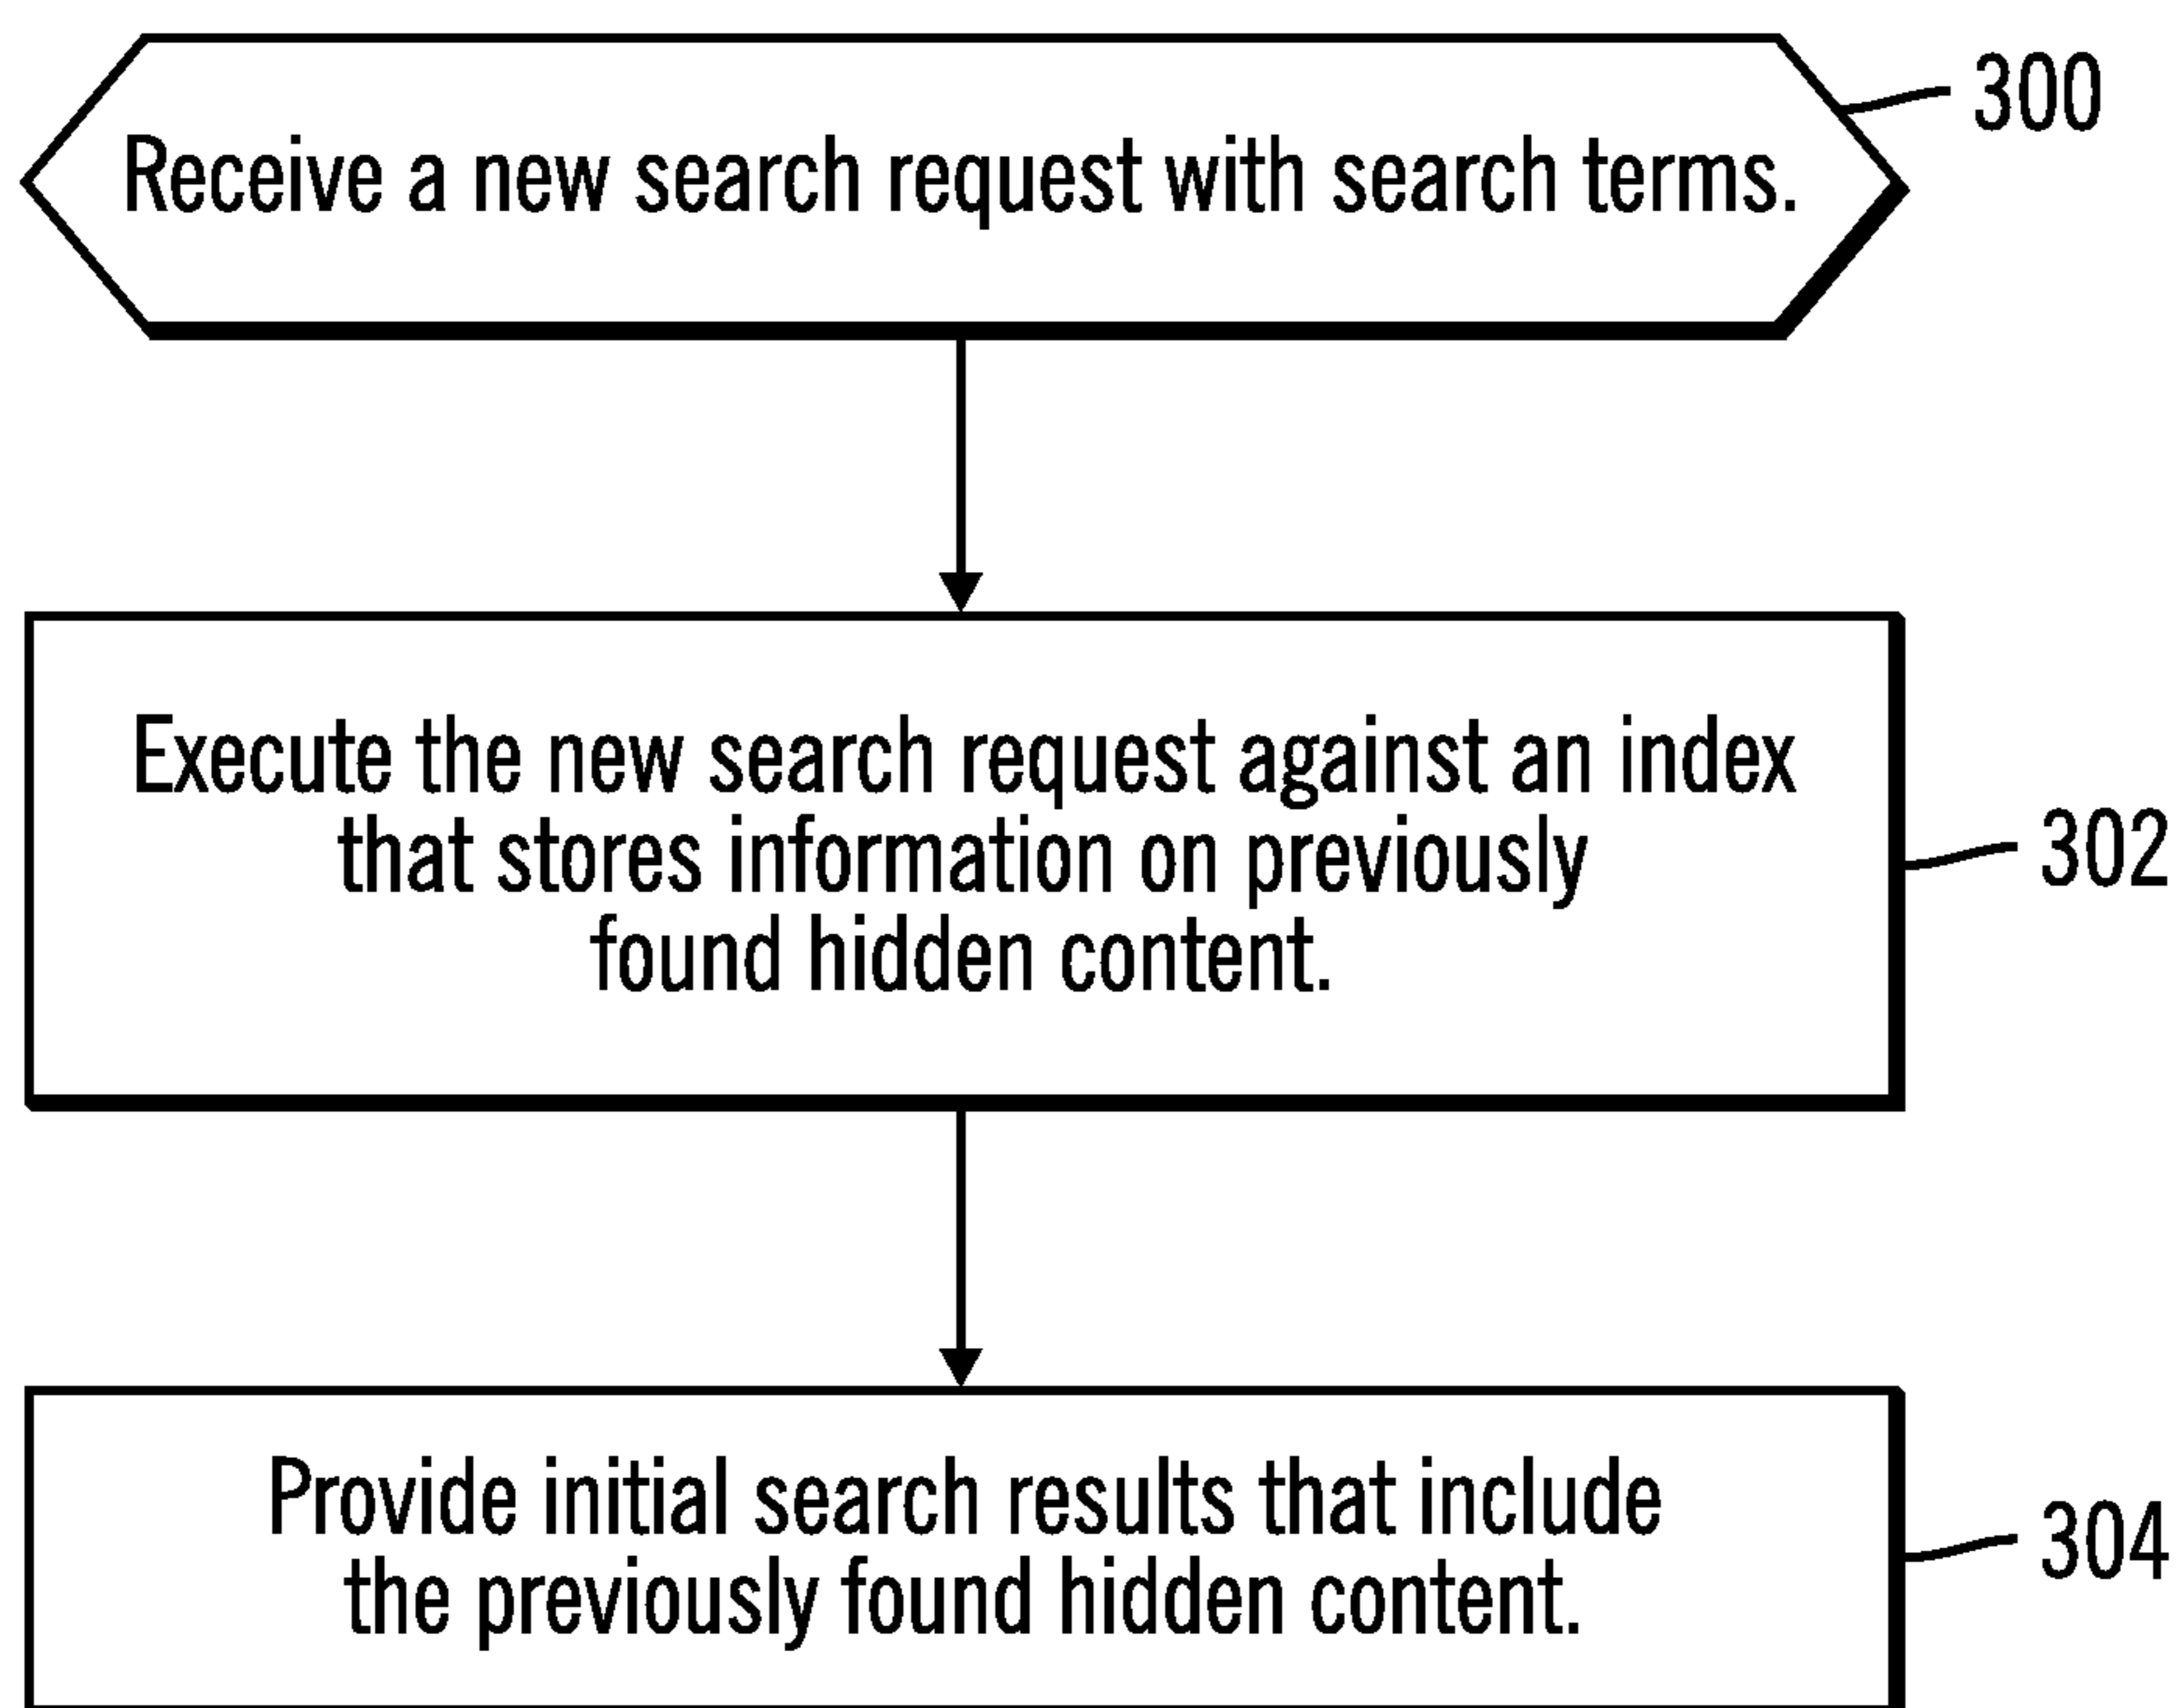 Receive a new search request with search terms.
300
Execute the new search request against an index
that stores information on previously
found hidden content.
302
Provide initial search results that include
the previously found hidden content.
304